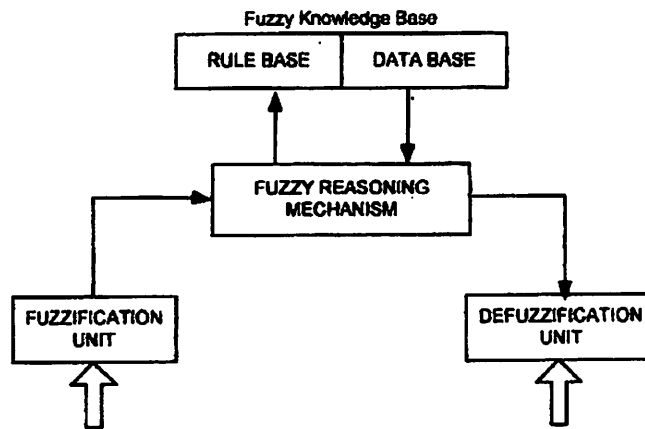 Fuzzy Knowledge Base
RULE BASE
DATA BASE
FUZZY REASONING
MECHANISM
FUZZIFICATION
UNIT
DEFUZZIFICATION
UNIT